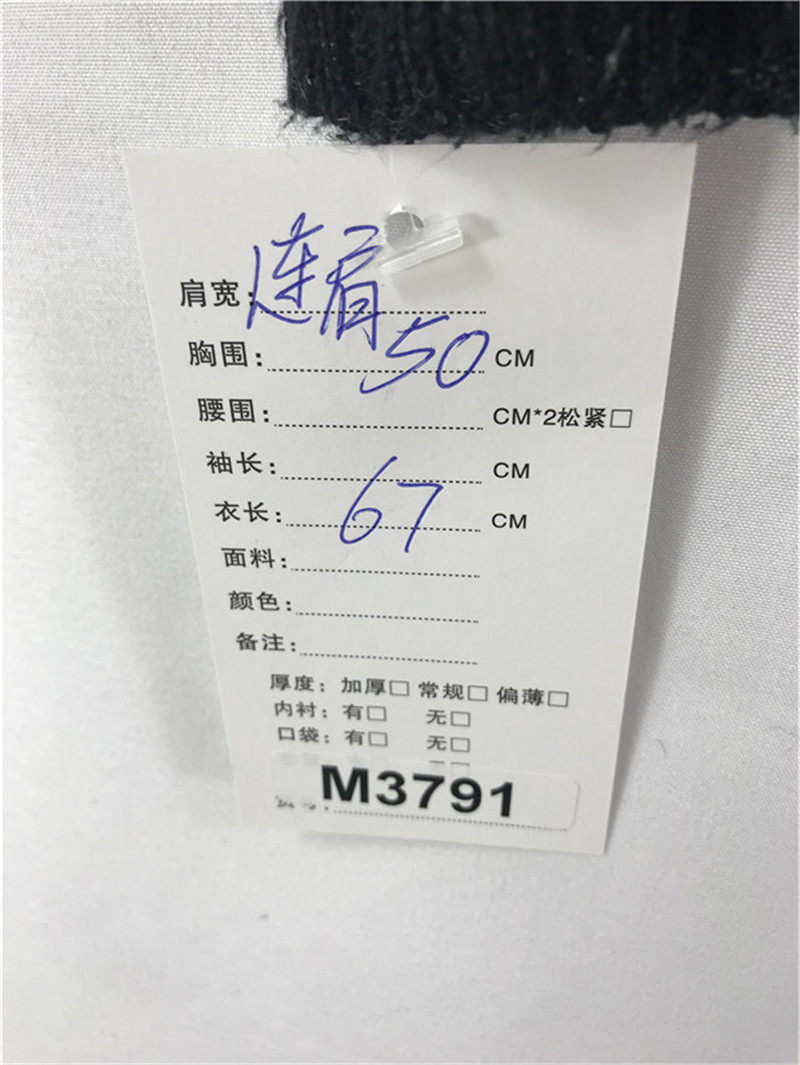 肩宽：连肩
胸围：50 CM
腰围： CM*2松紧□
袖长： CM
衣长：67 CM
面料：
颜色：
备注：
厚度：加厚□ 常规□ 偏薄□
内衬：有□ 无□
口袋：有□ 无□
M3791